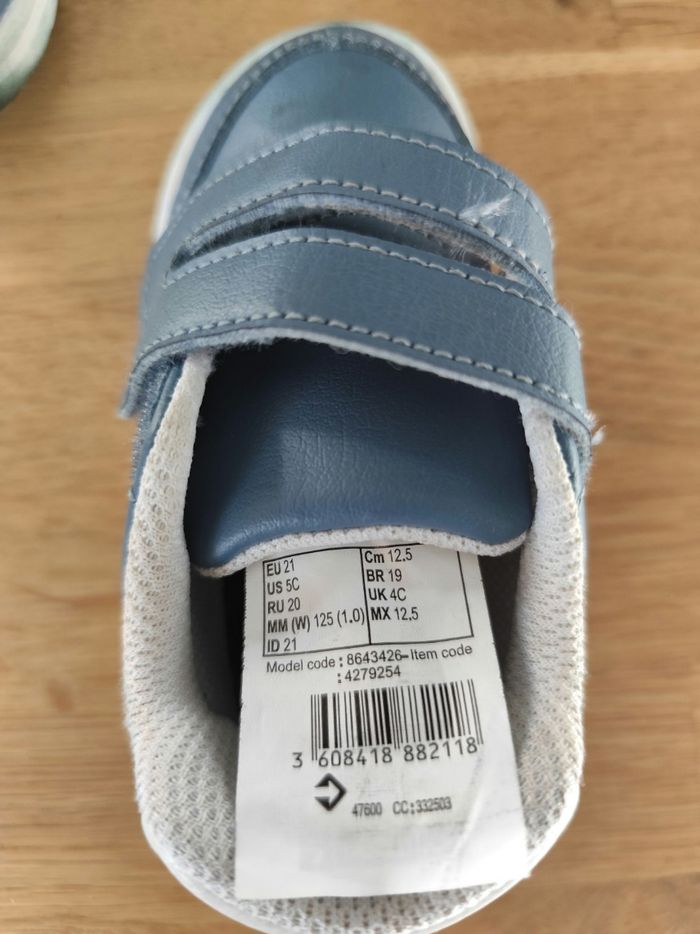 EU 21
US 5C
RU 20
MM (W) 125 (1.0)
ID 21
Cm 12.5
BR 19
UK 4C
MX 12,5
Model code : 8643426-Item code
: 4279254
3 608418 882118
47600 CC:332503